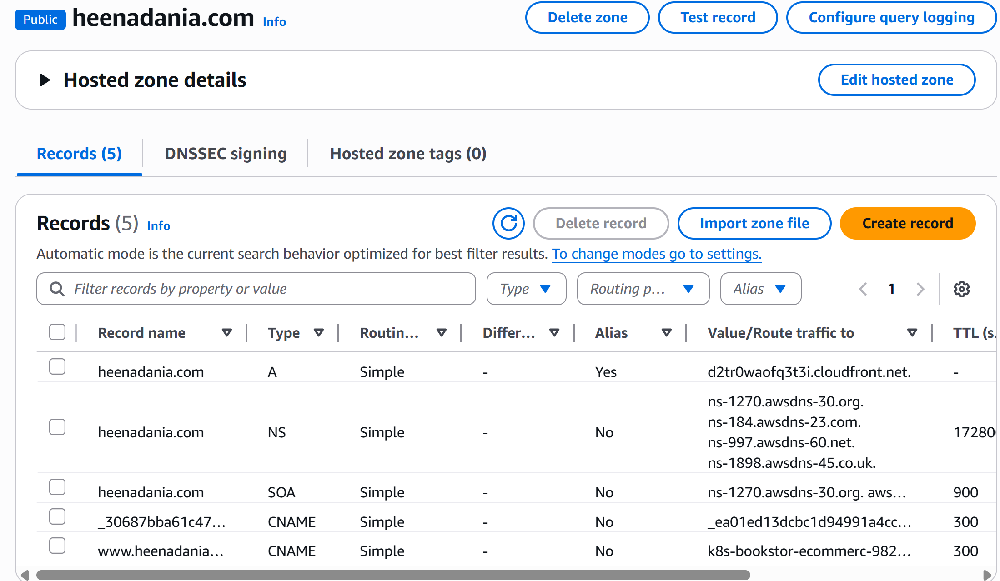 Public heenadania.com Info Delete zone Test record Configure query logging
Hosted zone details Edit hosted zone
Records (5) DNSSEC signing Hosted zone tags (0)
Records (5) Info Delete record Import zone file Create record
Automatic mode is the current search behavior optimized for best filter results. To change modes go to settings.
Filter records by property or value Type Routing p... Alias 1
Record name Type Routin... Differ... Alias Value/Route traffic to TTL (s.
heenadania.com A Simple - Yes d2tr0waofq3t3i.cloudfront.net. -
ns-1270.awsdns-30.org.
ns-184.awsdns-23.com.
heenadania.com NS Simple - No 17280
ns-997.awsdns-60.net.
ns-1898.awsdns-45.co.uk.
heenadania.com SOA Simple - No ns-1270.awsdns-30.org. aws... 900
_30687bba61c47... CNAME Simple - No _ea01ed13dcbc1d94991a4cc... 300
www.heenadania... CNAME Simple - No k8s-bookstor-ecommerc-982... 300